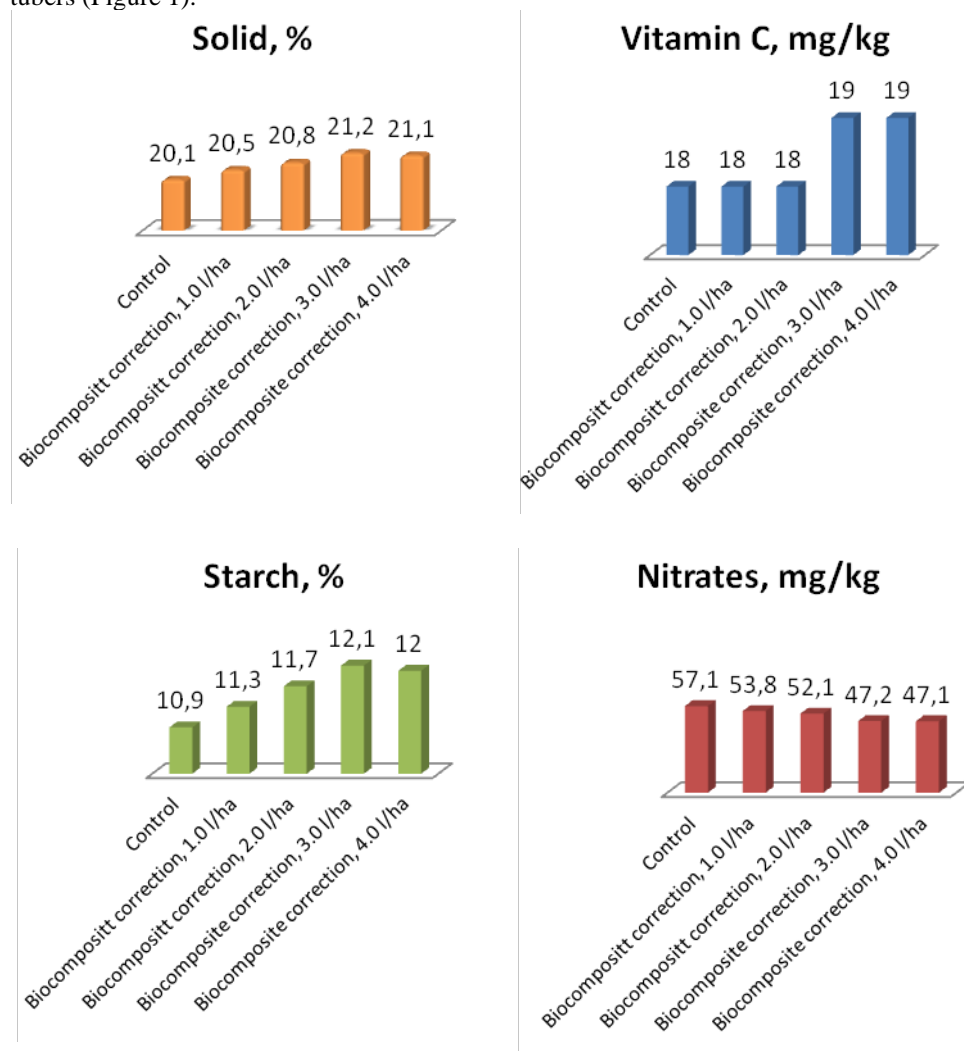 tubers (Figure 1).
Solid, %
20,1
20,5
20,8
21,2
21,1
Control
Biocompositt correction, 1.0 l/ha
Biocompositt correction, 2.0 l/ha
Biocomposite correction, 3.0 l/ha
Biocomposite correction, 4.0 l/ha
Vitamin C, mg/kg
18
18
18
19
19
Control
Biocompositt correction, 1.0 l/ha
Biocompositt correction, 2.0 l/ha
Biocomposite correction, 3.0 l/ha
Biocomposite correction, 4.0 l/ha
Starch, %
10,9
11,3
11,7
12,1
12
Control
Biocompositt correction, 1.0 l/ha
Biocompositt correction, 2.0 l/ha
Biocomposite correction, 3.0 l/ha
Biocomposite correction, 4.0 l/ha
Nitrates, mg/kg
57,1
53,8
52,1
47,2
47,1
Control
Biocompositt correction, 1.0 l/ha
Biocompositt correction, 2.0 l/ha
Biocomposite correction, 3.0 l/ha
Biocomposite correction, 4.0 l/ha